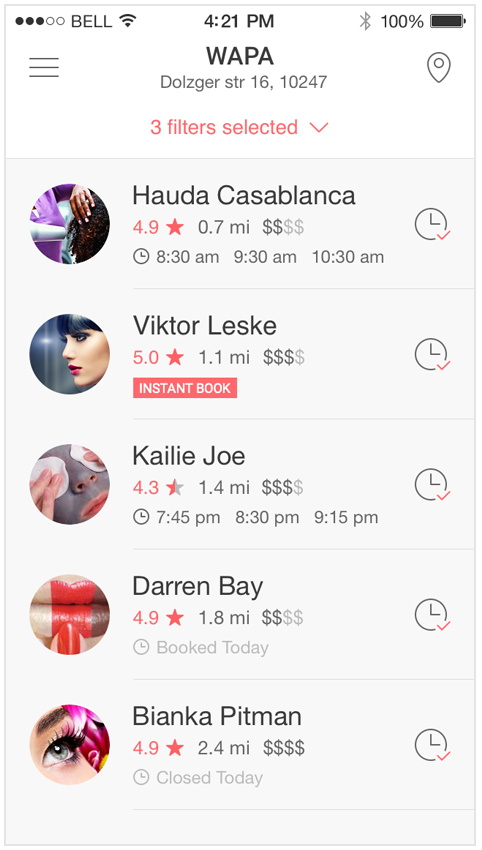 BELL 4:21 PM 100%
WAPA
Dolzger str 16, 10247
3 filters selected
Hauda Casablanca
4.9 ★ 0.7 mi $$$$
8:30 am 9:30 am 10:30 am
Viktor Leske
5.0 ★ 1.1 mi $$$$
INSTANT BOOK
Kailie Joe
4.3 ★ 1.4 mi $$$$
7:45 pm 8:30 pm 9:15 pm
Darren Bay
4.9 ★ 1.8 mi $$$$
Booked Today
Bianka Pitman
4.9 ★ 2.4 mi $$$$
Closed Today